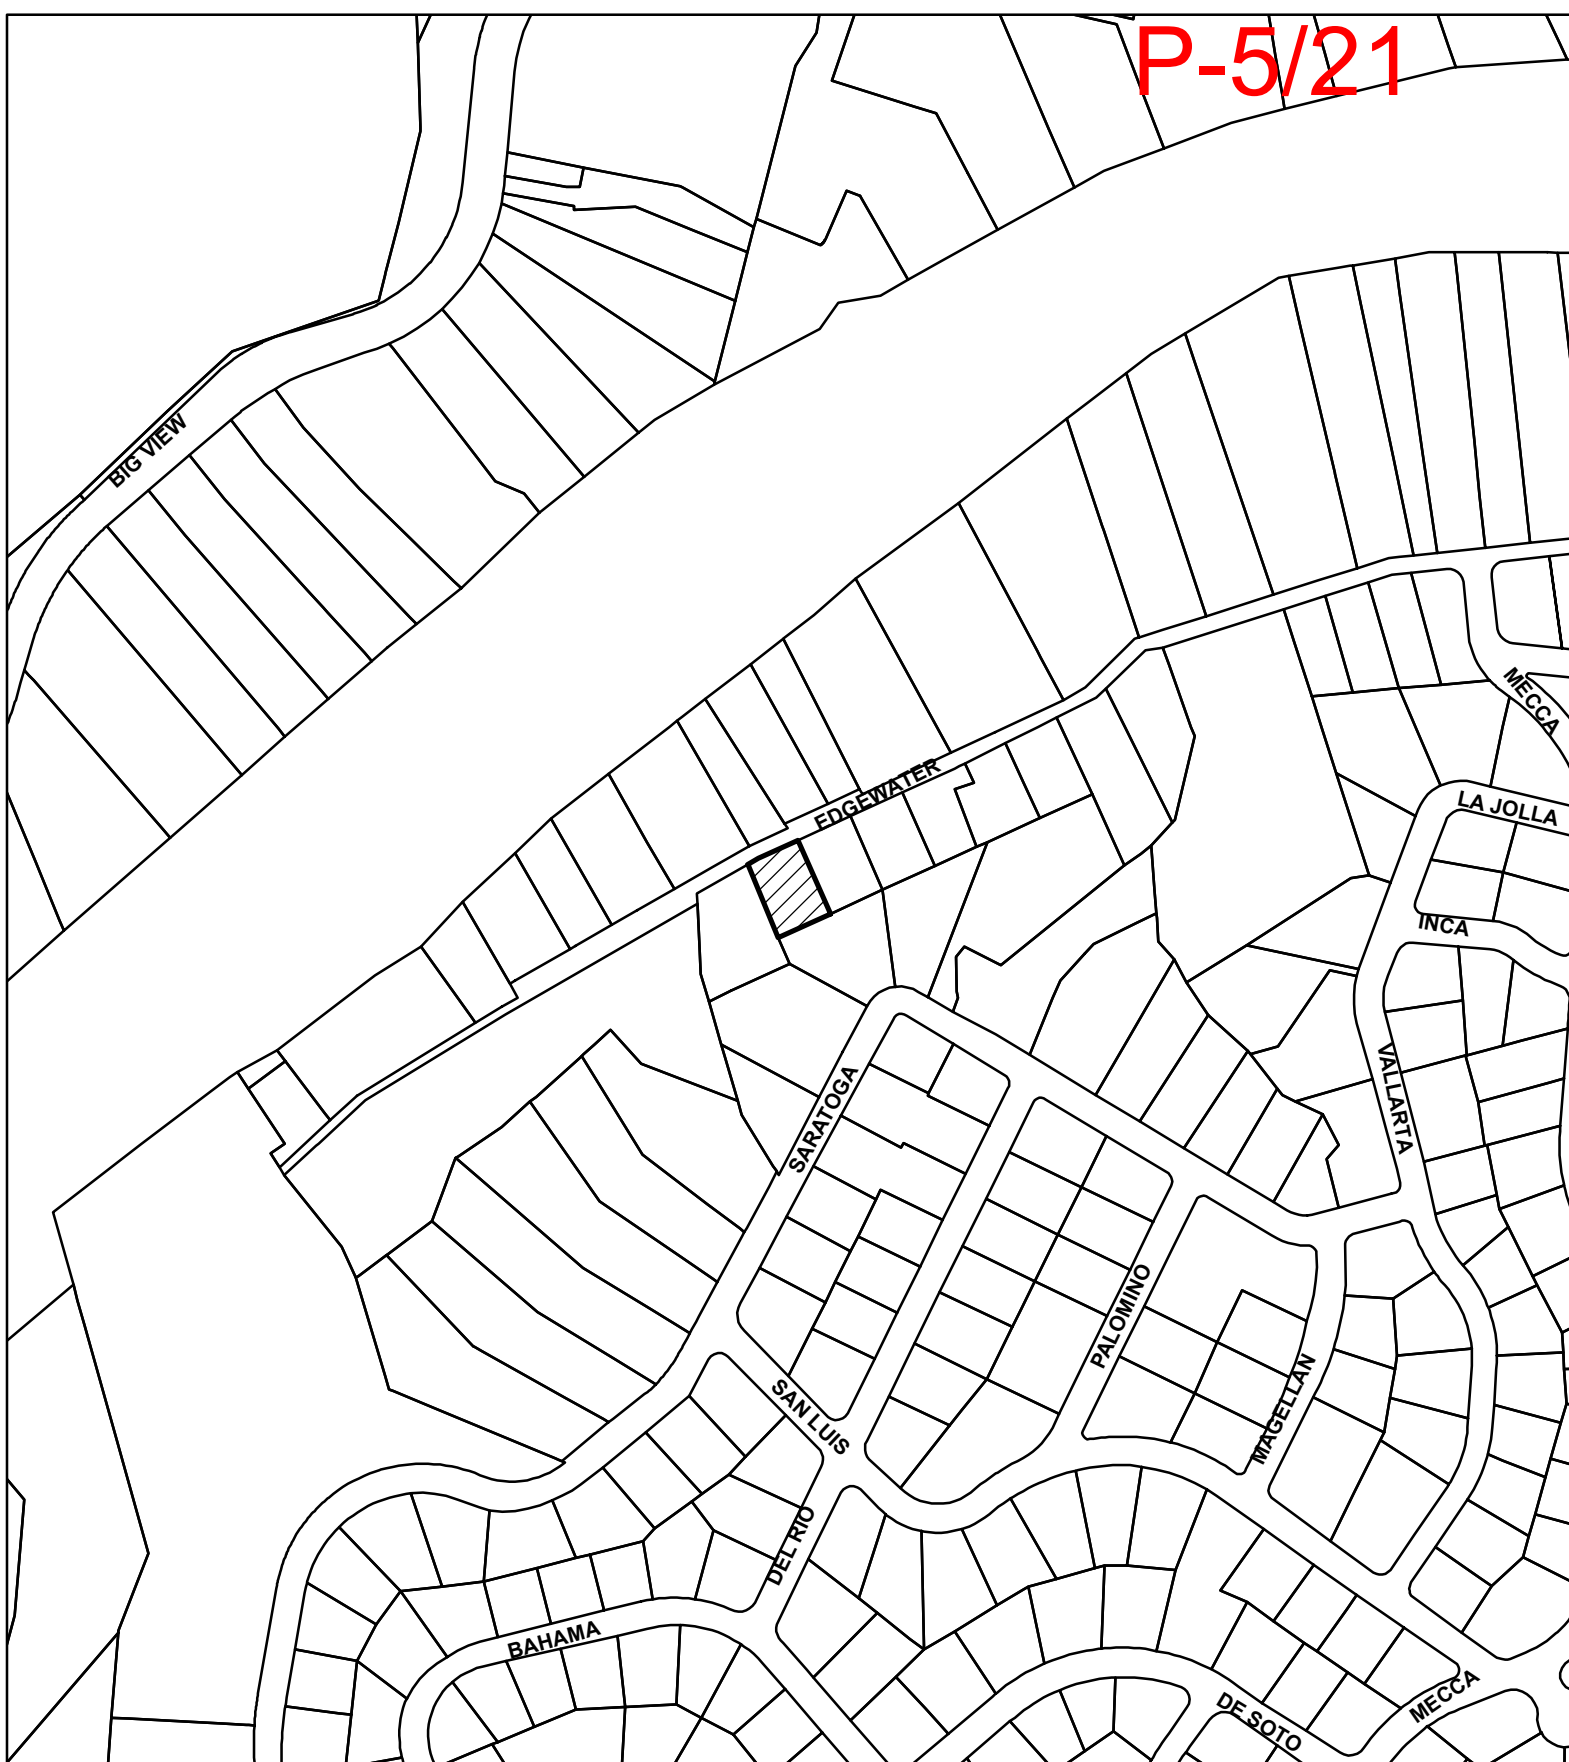 P-5/21
BIG VIEW
MECCA
EDGEWATER
LA JOLLA
INCA
VALLARTA
SARATOGA
PALOMINO
MAGELLAN
SAN LUIS
DEL RIO
BAHAMA
MECCA
DE SOTO